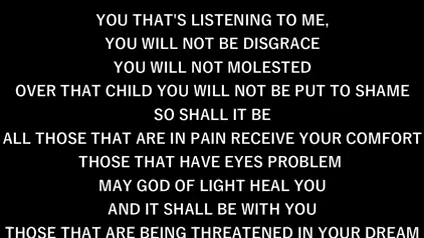 YOU THAT'S LISTENING TO ME,
YOU WILL NOT BE DISGRACE
YOU WILL NOT MOLESTED
OVER THAT CHILD YOU WILL NOT BE PUT TO SHAME
SO SHALL IT BE
ALL THOSE THAT ARE IN PAIN RECEIVE YOUR COMFORT
THOSE THAT HAVE EYES PROBLEM
MAY GOD OF LIGHT HEAL YOU
AND IT SHALL BE WITH YOU
THOSE THAT ARE BEING THREATENED IN YOUR DREAM